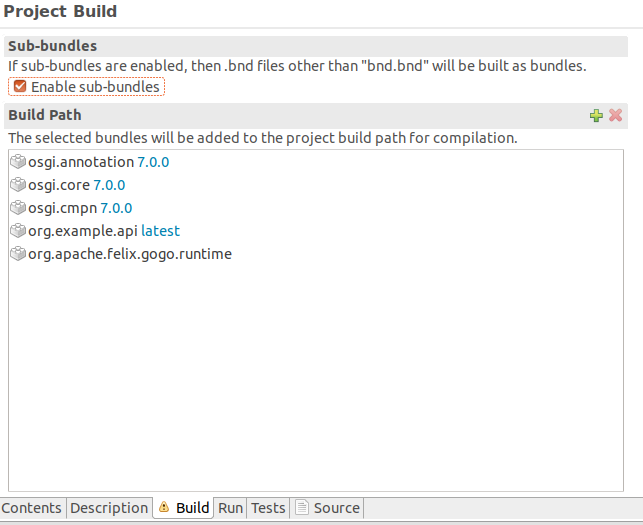 Project Build
Sub-bundles
If sub-bundles are enabled, then .bnd files other than "bnd.bnd" will be built as bundles.
Enable sub-bundles
Build Path
The selected bundles will be added to the project build path for compilation.
osgi.annotation 7.0.0
osgi.core 7.0.0
osgi.cmpn 7.0.0
org.example.api latest
org.apache.felix.gogo.runtime
Contents Description Build Run Tests Source